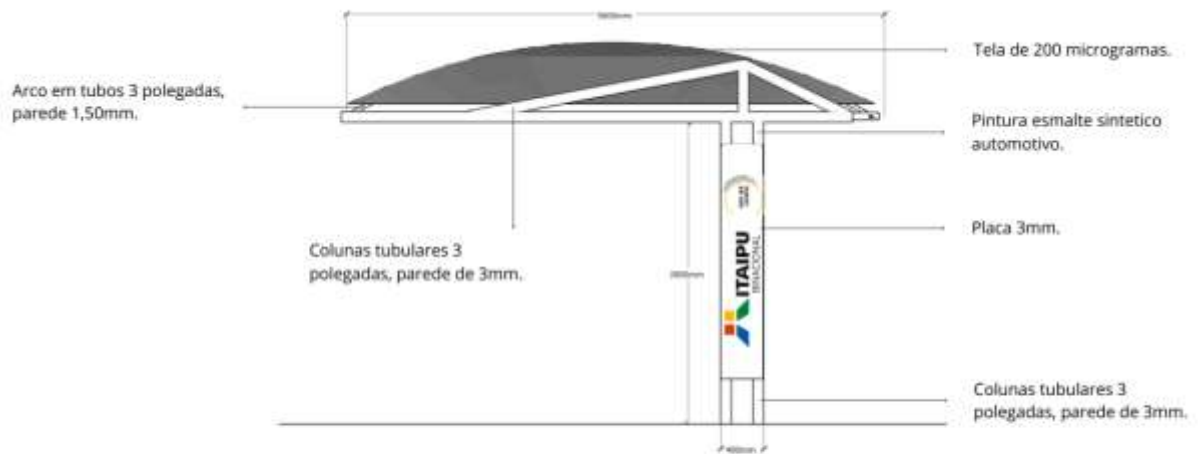 Tela de 200 microgramas.
Arco em tubos 3 polegadas,
parede 1,50mm.
Pintura esmalte sintetico
automotivo.
Placa 3mm.
Colunas tubulares 3
polegadas, parede de 3mm.
ITAIPU
BINACIONAL
Colunas tubulares 3
polegadas, parede de 3mm.
400mm